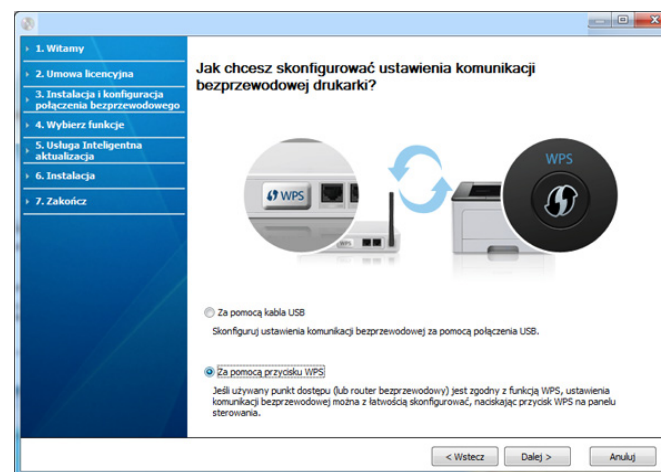 1. Witamy
2. Umowa licencyjna
3. Instalacja i konfiguracja
połączenia bezprzewodowego
4. Wybierz funkcje
5. Usługa Inteligentna
aktualizacja
6. Instalacja
7. Zakończ
Jak chcesz skonfigurować ustawienia komunikacji
bezprzewodowej drukarki?
WPS
WPS
WPS
Za pomocą kabla USB
Skonfiguruj ustawienia komunikacji bezprzewodowej za pomocą połączenia USB.
Za pomocą przycisku WPS
Jeśli używany punkt dostępu (lub router bezprzewodowy) jest zgodny z funkcją WPS, ustawienia
komunikacji bezprzewodowej można z łatwością skonfigurować, naciskając przycisk WPS na panelu
sterowania.
< Wstecz
Dalej >
Anuluj